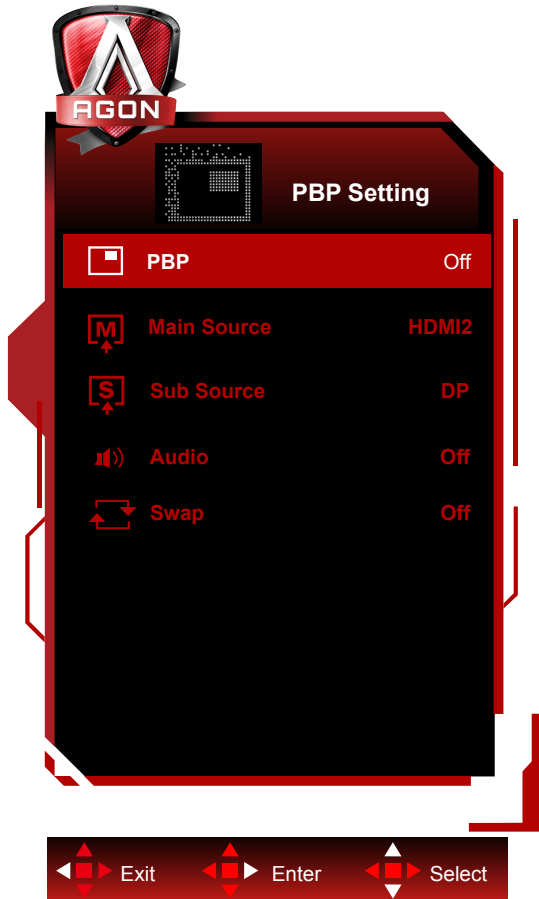 AGON
PBP Setting
PBP Off
M Main Source HDMI2
S Sub Source DP
Audio Off
Swap Off
Exit Enter Select